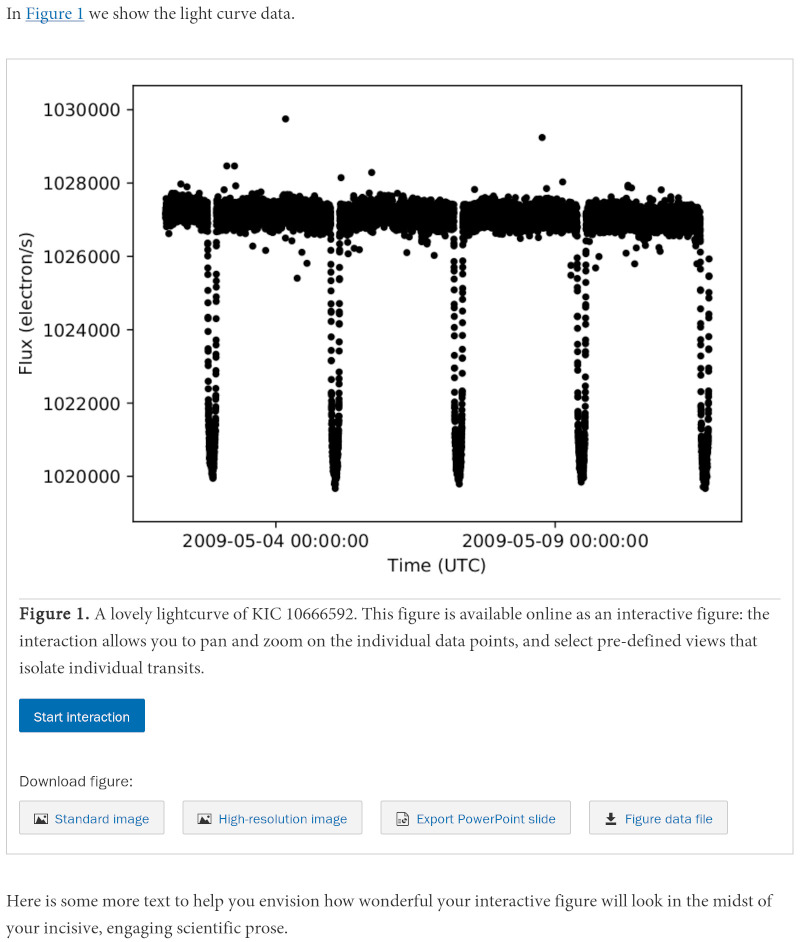 In Figure 1 we show the light curve data.
1030000
1028000
1026000
1024000
1022000
1020000
Flux (electron/s)
2009-05-04 00:00:00
2009-05-09 00:00:00
Time (UTC)
Figure 1. A lovely lightcurve of KIC 10666592. This figure is available online as an interactive figure: the
interaction allows you to pan and zoom on the individual data points, and select pre-defined views that
isolate individual transits.
Start interaction
Download figure:
Standard image
High-resolution image
Export PowerPoint slide
Figure data file
Here is some more text to help you envision how wonderful your interactive figure will look in the midst of
your incisive, engaging scientific prose.